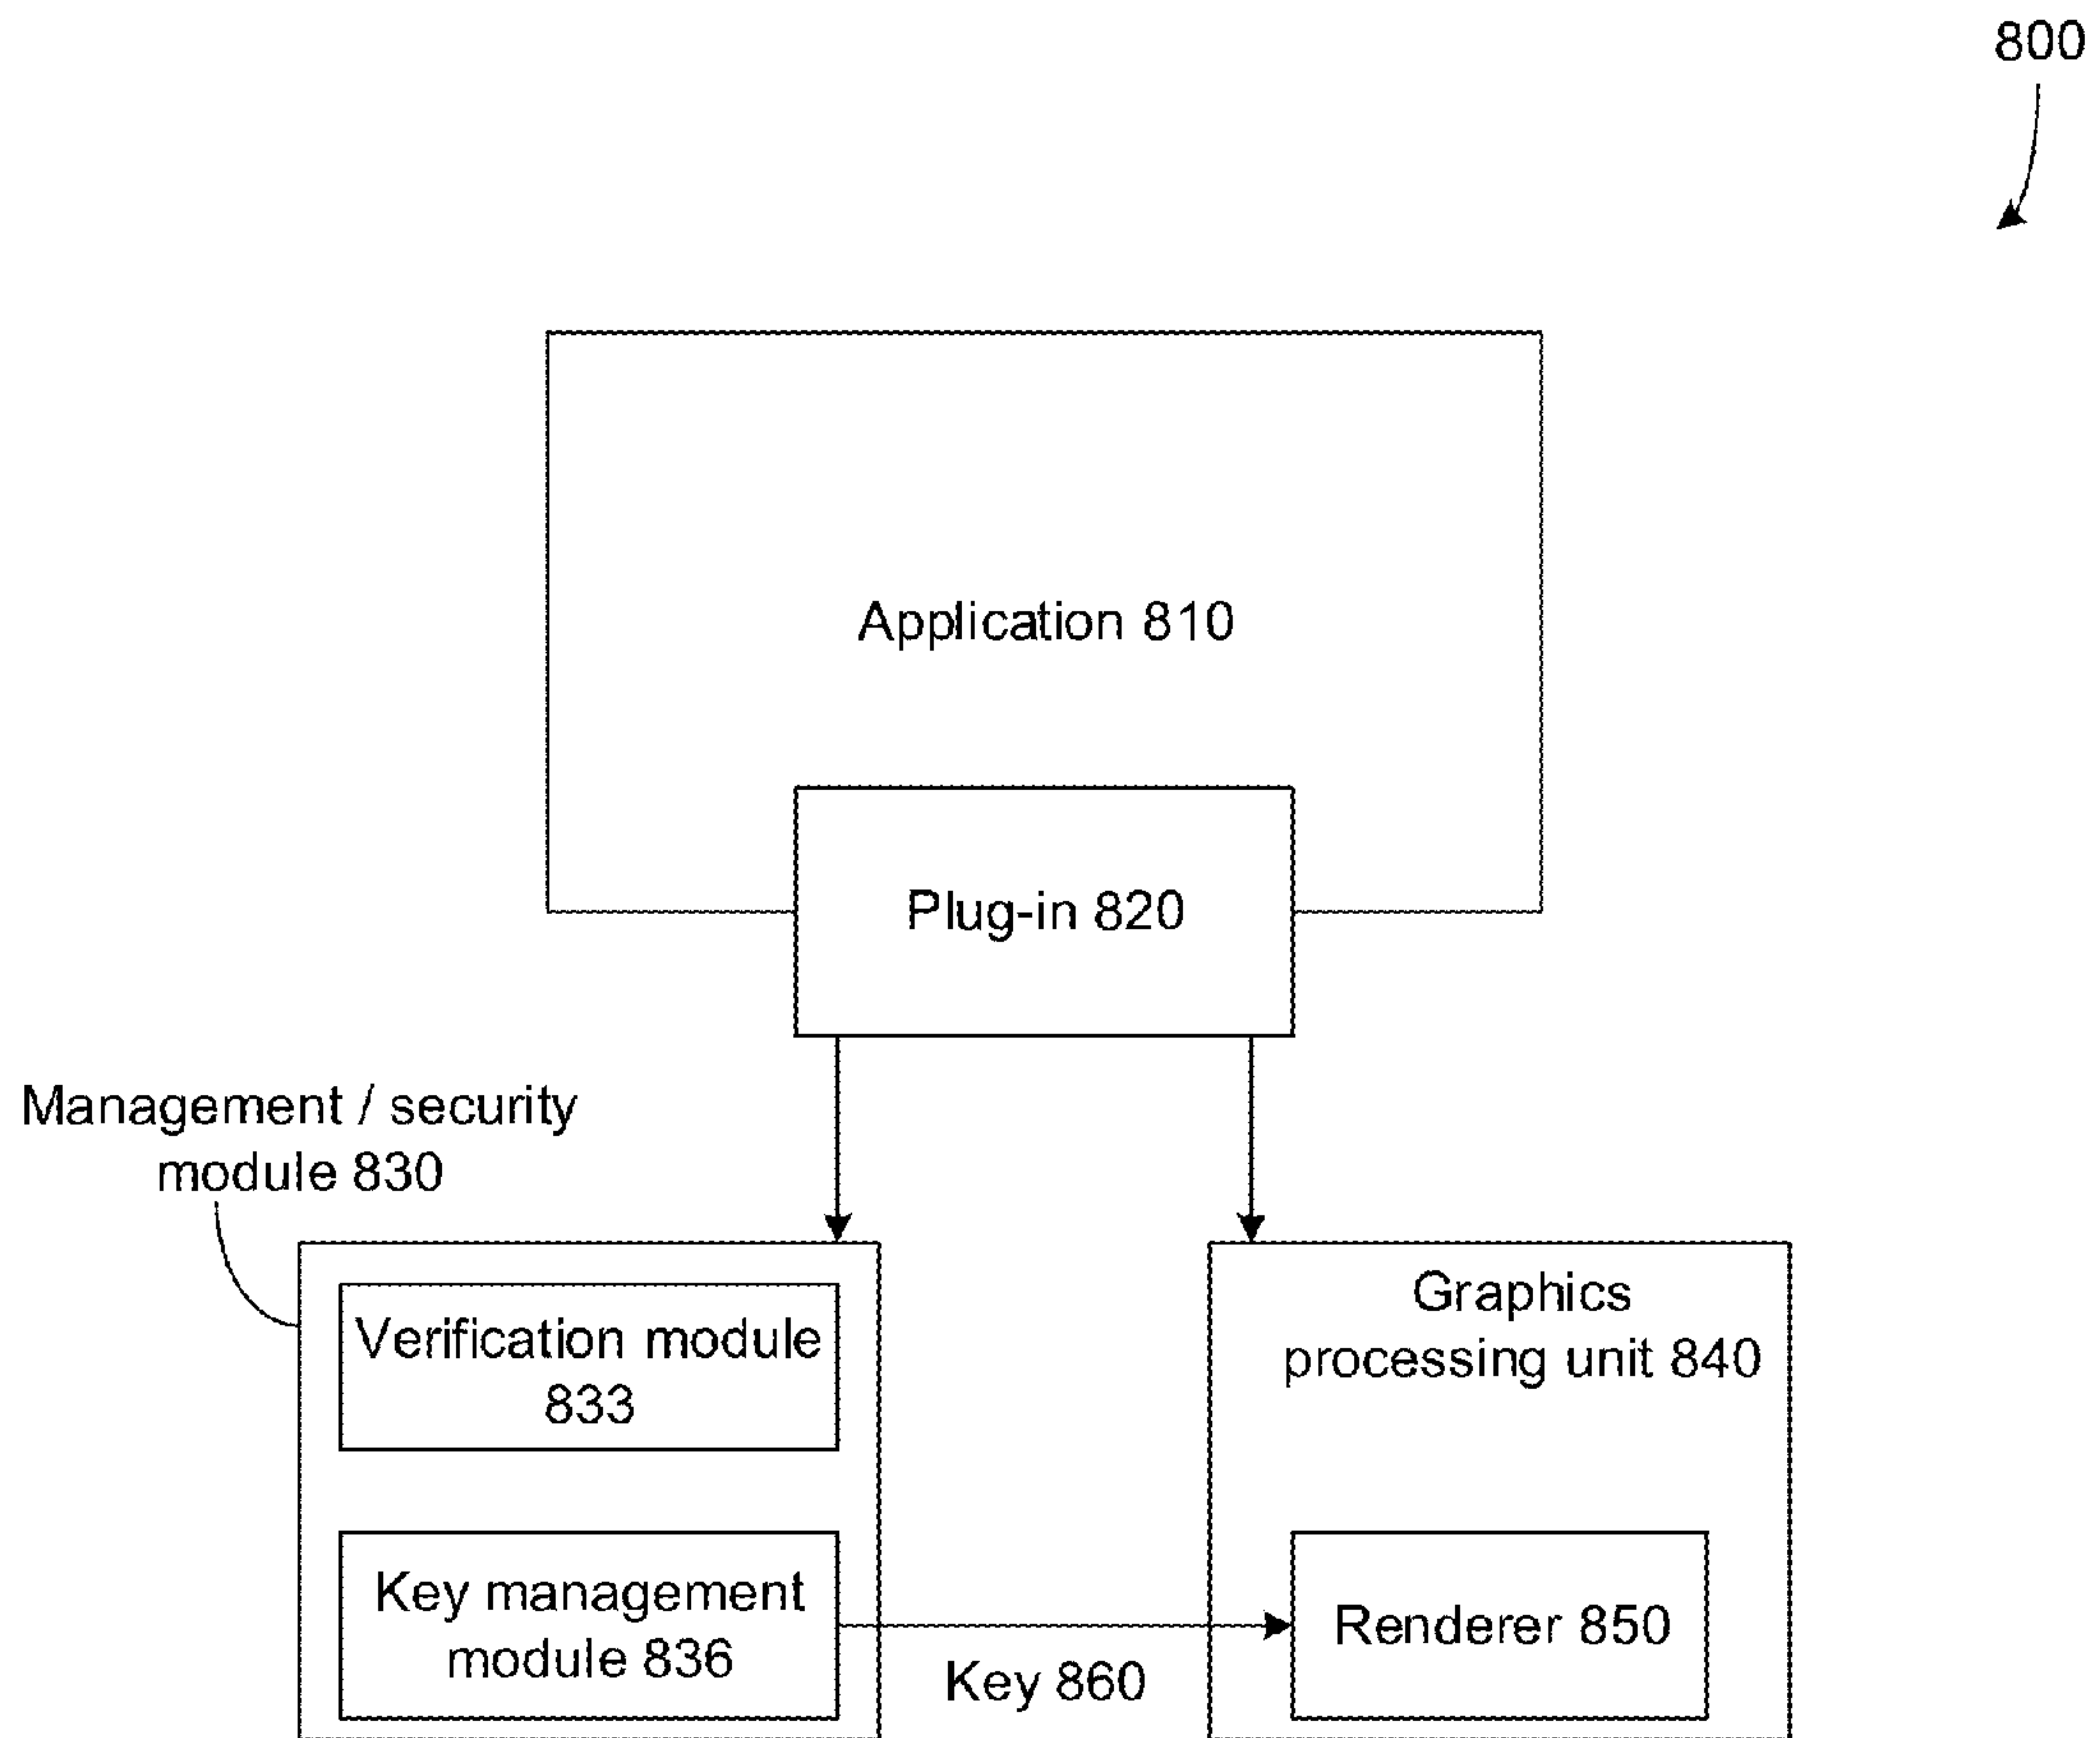 800
Application 810
Plug-in 820
Management / security
module 830
Verification module
833
Key management
module 836
Key 860
Graphics
processing unit 840
Renderer 850